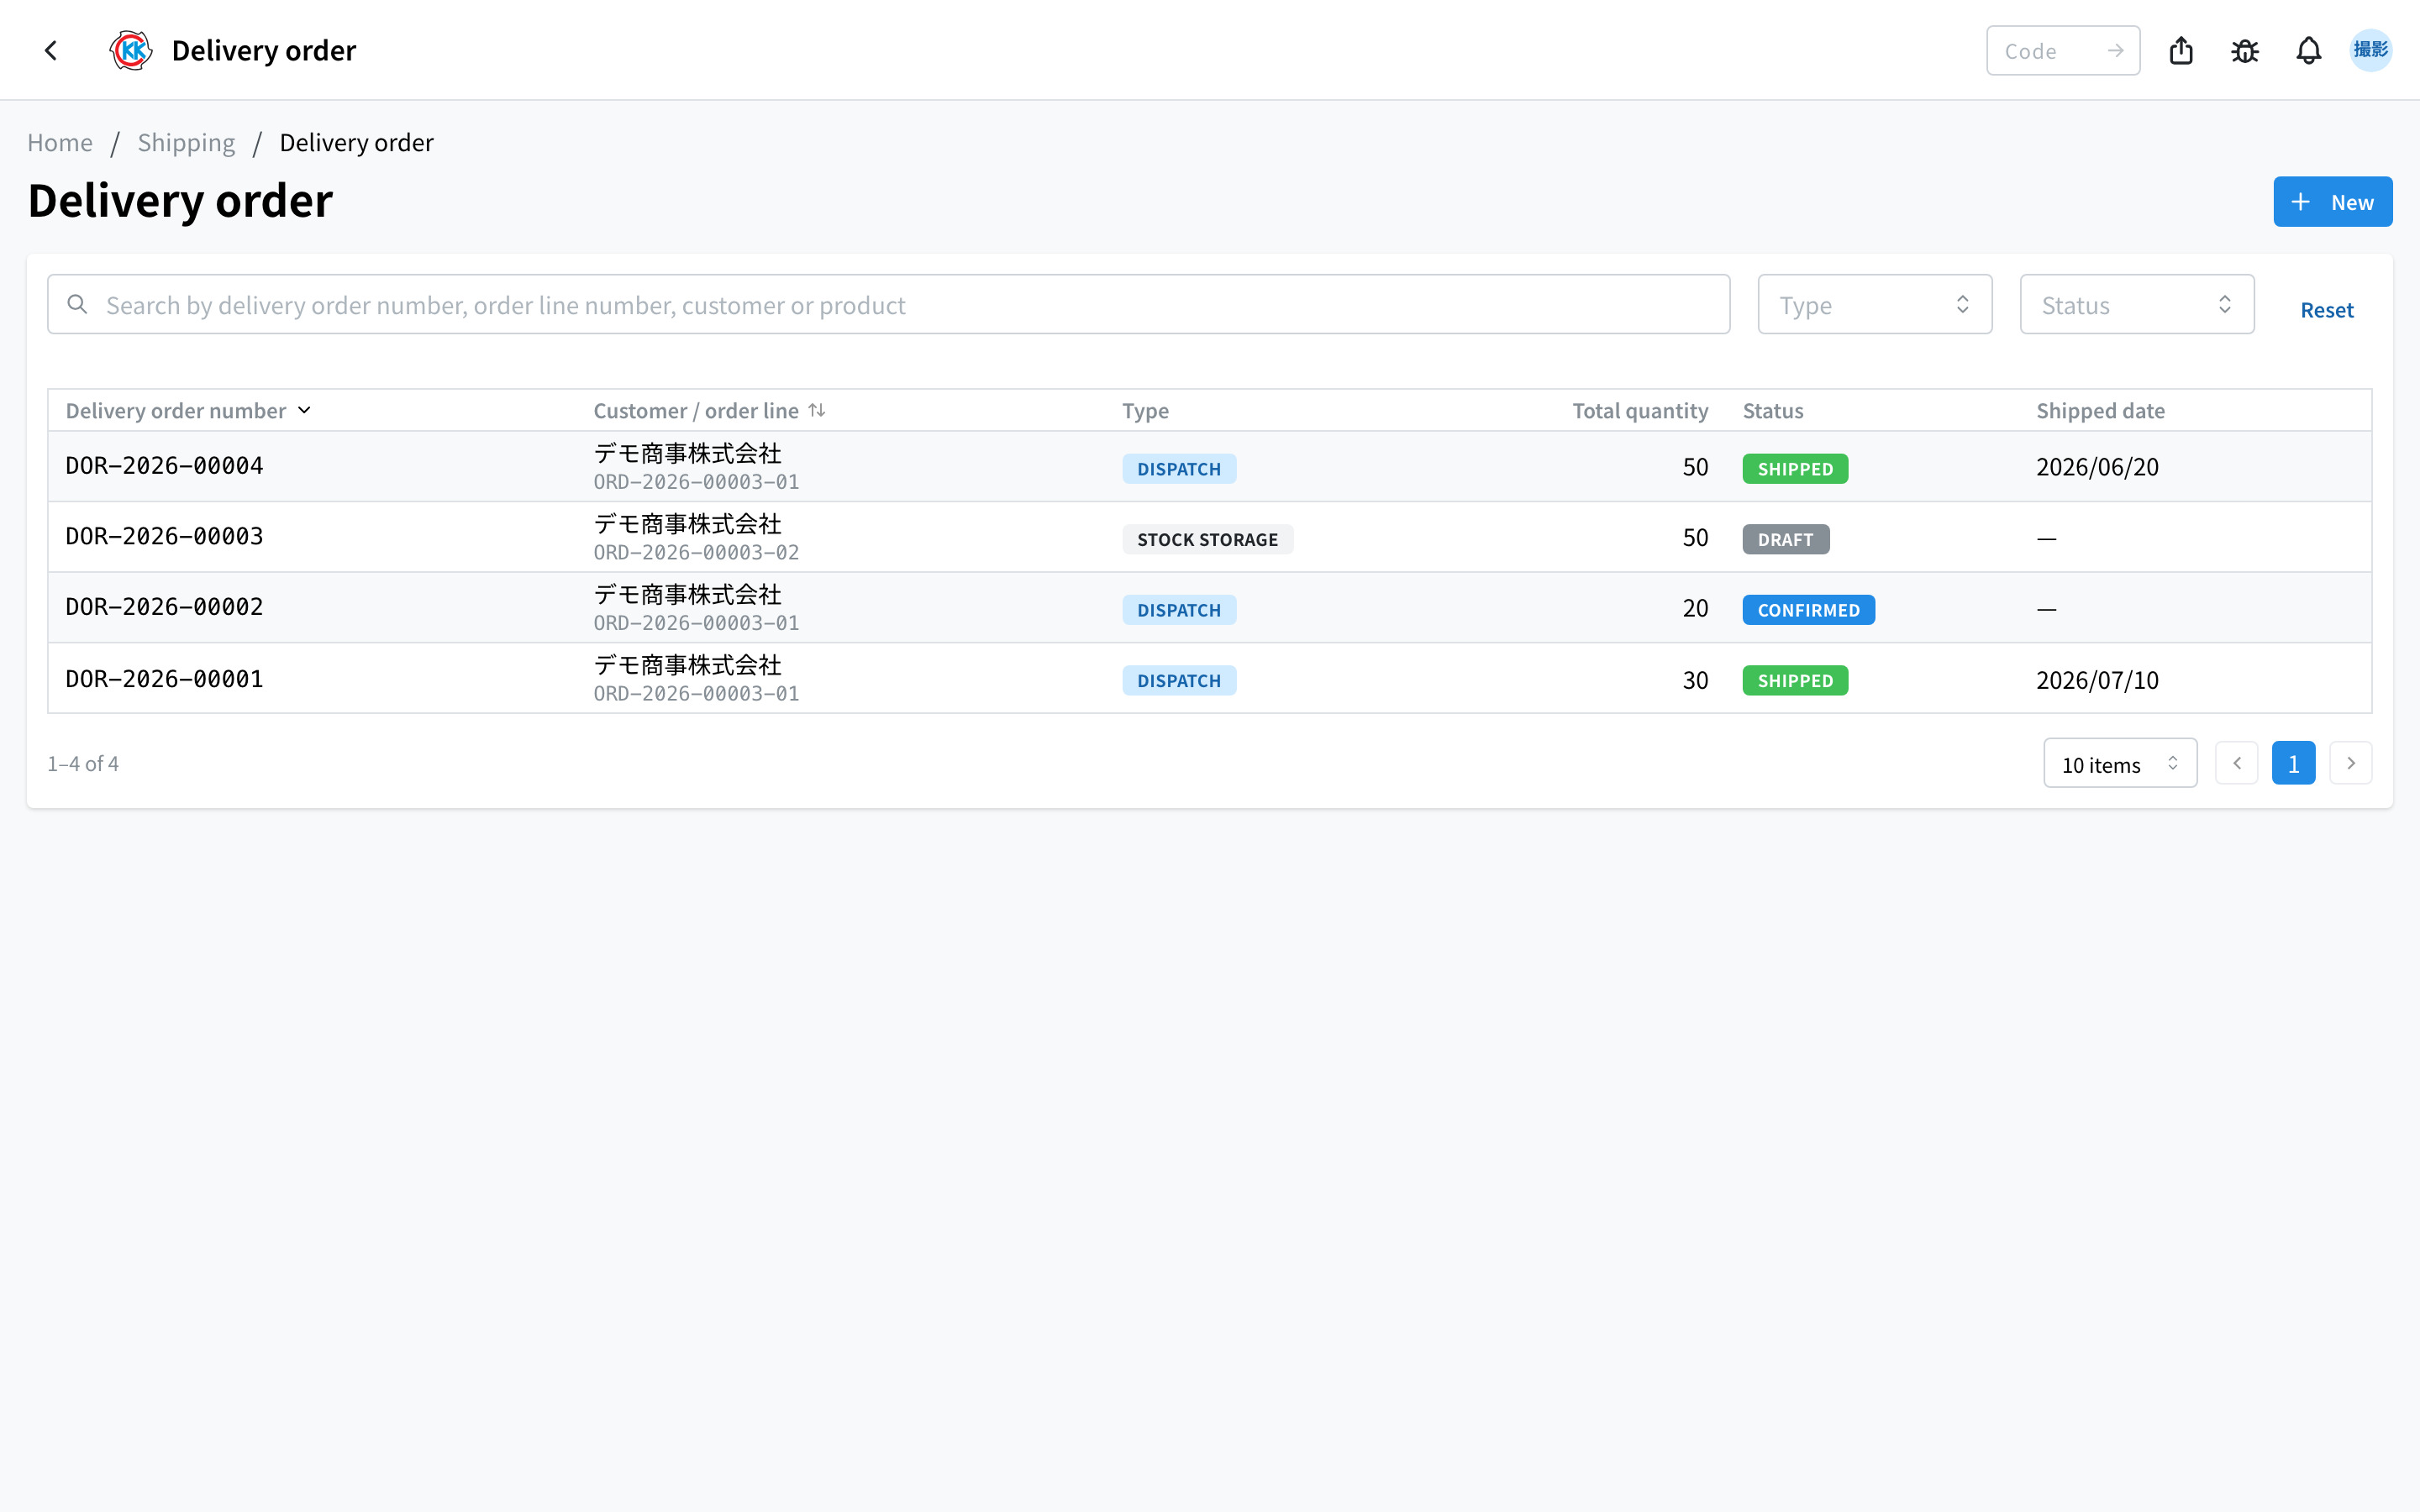 CKK Delivery order
Code
撮影
Home / Shipping / Delivery order
Delivery order
New
Search by delivery order number, order line number, customer or product
Type
Status
Reset
Delivery order number Customer / order line Type Total quantity Status Shipped date
DOR-2026-00004 デモ商事株式会社 DISPATCH 50 SHIPPED 2026/06/20
ORD-2026-00003-01
DOR-2026-00003 デモ商事株式会社 STOCK STORAGE 50 DRAFT —
ORD-2026-00003-02
DOR-2026-00002 デモ商事株式会社 DISPATCH 20 CONFIRMED —
ORD-2026-00003-01
DOR-2026-00001 デモ商事株式会社 DISPATCH 30 SHIPPED 2026/07/10
ORD-2026-00003-01
1–4 of 4
10 items
1